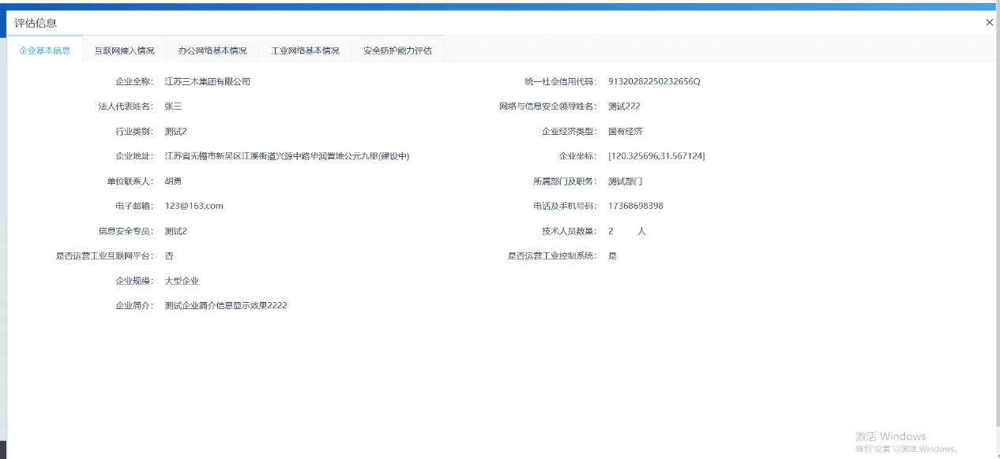 评估信息
企业基本信息 互联网接入情况 办公网络基本情况 工业网络基本情况 安全防护能力评估
企业全称： 江苏三木集团有限公司 统一社会信用代码： 91320282250232656Q
法人代表姓名： 张三 网络与信息安全领导姓名： 测试222
行业类别： 测试2 企业经济类型： 国有经济
企业地址： 江苏省无锡市新吴区江溪街道兴源中路华润置地公元九里(建设中) 企业坐标： [120.325696,31.567124]
单位联系人： 胡勇 所属部门及职务： 测试部门
电子邮箱： 123@163.com 电话及手机号码： 17368698398
信息安全专员： 测试2 技术人员数量： 2 人
是否运营工业互联网平台： 否 是否运营工业控制系统： 是
企业规模： 大型企业
企业简介： 测试企业简介信息显示效果2222
激活 Windows
转到"设置"以激活 Windows。